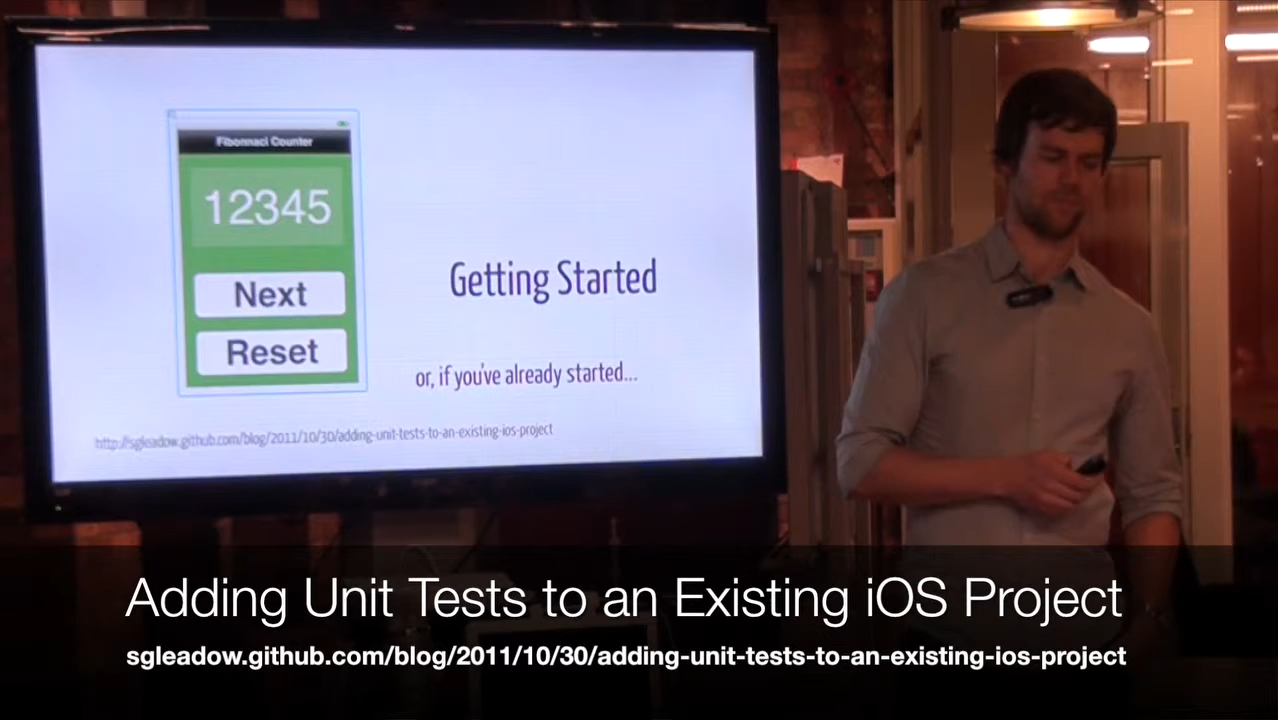 Fibonnaci Counter
12345
Next
Reset
Getting Started
or, if you've already started...
http://sgleadow.github.com/blog/2011/10/30/adding-unit-tests-to-an-existing-ios-project
Adding Unit Tests to an Existing iOS Project
sgleadow.github.com/blog/2011/10/30/adding-unit-tests-to-an-existing-ios-project